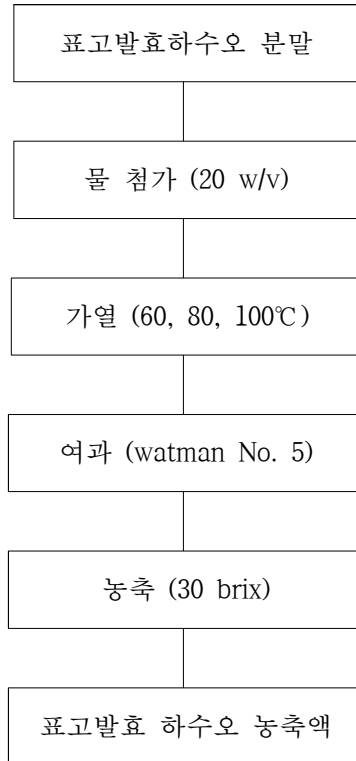 표고발효하수오 분말
물 첨가 (20 w/v)
가열 (60, 80, 100℃)
여과 (watman No. 5)
농축 (30 brix)
표고발효 하수오 농축액